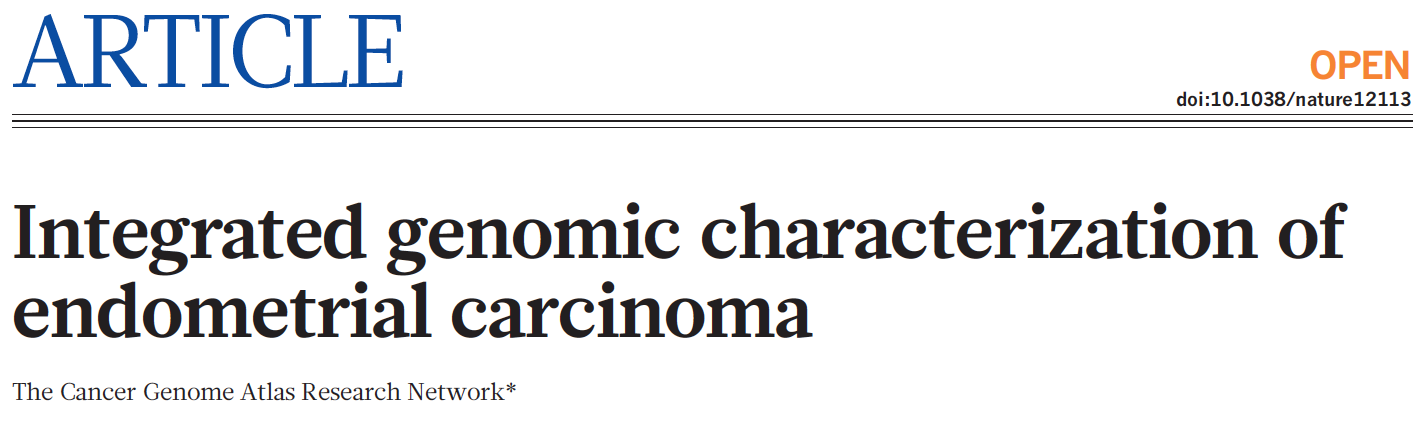 ARTICLE
OPEN
doi:10.1038/nature12113
Integrated genomic characterization of
endometrial carcinoma
The Cancer Genome Atlas Research Network*